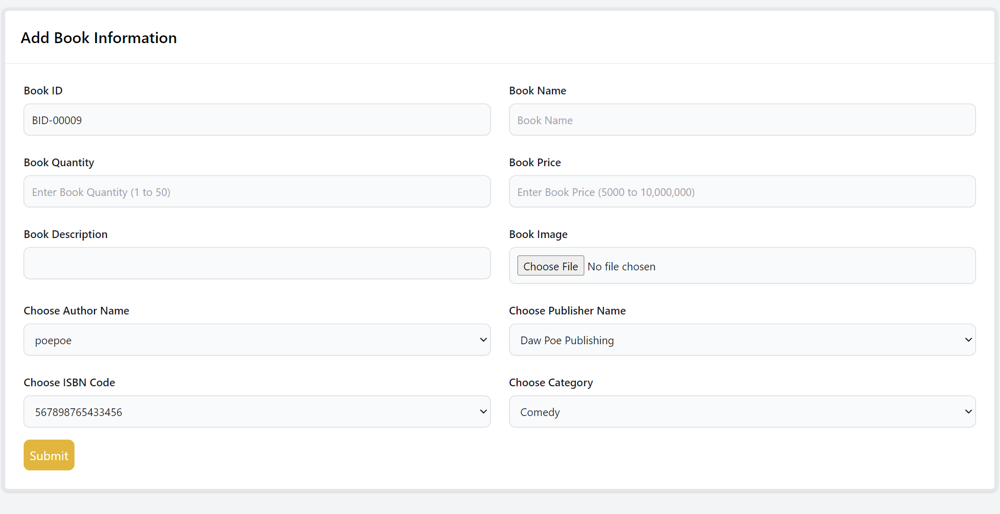 Add Book Information
Book ID
BID-00009
Book Name
Book Name
Book Quantity
Enter Book Quantity (1 to 50)
Book Price
Enter Book Price (5000 to 10,000,000)
Book Description
Book Image
Choose File No file chosen
Choose Author Name
poepoe
Choose Publisher Name
Daw Poe Publishing
Choose ISBN Code
567898765433456
Choose Category
Comedy
Submit